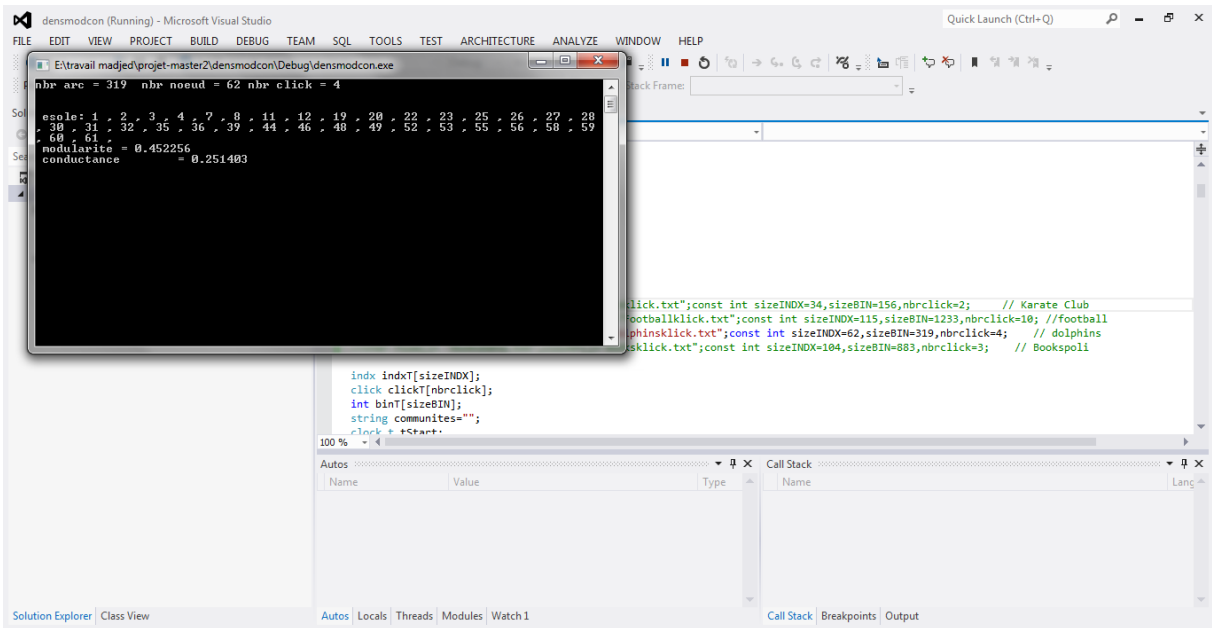 densmodcon (Running) - Microsoft Visual Studio
Quick Launch (Ctrl+Q)
FILE EDIT VIEW PROJECT BUILD DEBUG TEAM SQL TOOLS TEST ARCHITECTURE ANALYZE WINDOW HELP
E:\travail madjed\projet-master2\densmodcon\Debug\densmodcon.exe
nbr arc = 319 nbr noeud = 62 nbr click = 4
esole: 1 , 2 , 3 , 4 , 7 , 8 , 11 , 12 , 19 , 20 , 22 , 23 , 25 , 26 , 27 , 28
, 30 , 31 , 32 , 35 , 36 , 39 , 44 , 46 , 48 , 49 , 52 , 53 , 55 , 56 , 58 , 59
, 60 , 61 ,
modularite = 0.452256
conductance = 0.251403
Stack Frame:
Sol
Sea
click.txt";const int sizeINDX=34,sizeBIN=156,nbrclick=2; // Karate Club
footballklick.txt";const int sizeINDX=115,sizeBIN=1233,nbrclick=10; //football
lphinsklick.txt";const int sizeINDX=62,sizeBIN=319,nbrclick=4; // dolphins
sklick.txt";const int sizeINDX=104,sizeBIN=883,nbrclick=3; // Bookspoli
indx indxT[sizeINDX];
click clickT[nbrclick];
int binT[sizeBIN];
string communites="";
clock_t tStart;
100 %
Autos
Name Value Type
Call Stack
Name Lang
Solution Explorer Class View
Autos Locals Threads Modules Watch 1
Call Stack Breakpoints Output